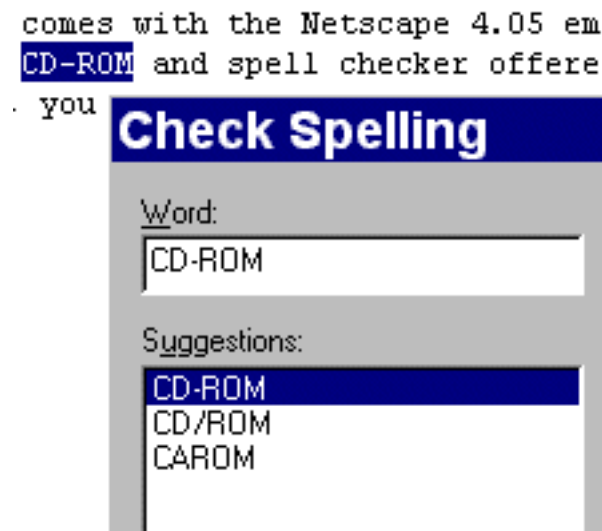 comes with the Netscape 4.05 em
CD-ROM and spell checker offere
. you
Check Spelling
Word:
CD-ROM
Suggestions:
CD-ROM
CD/ROM
CAROM